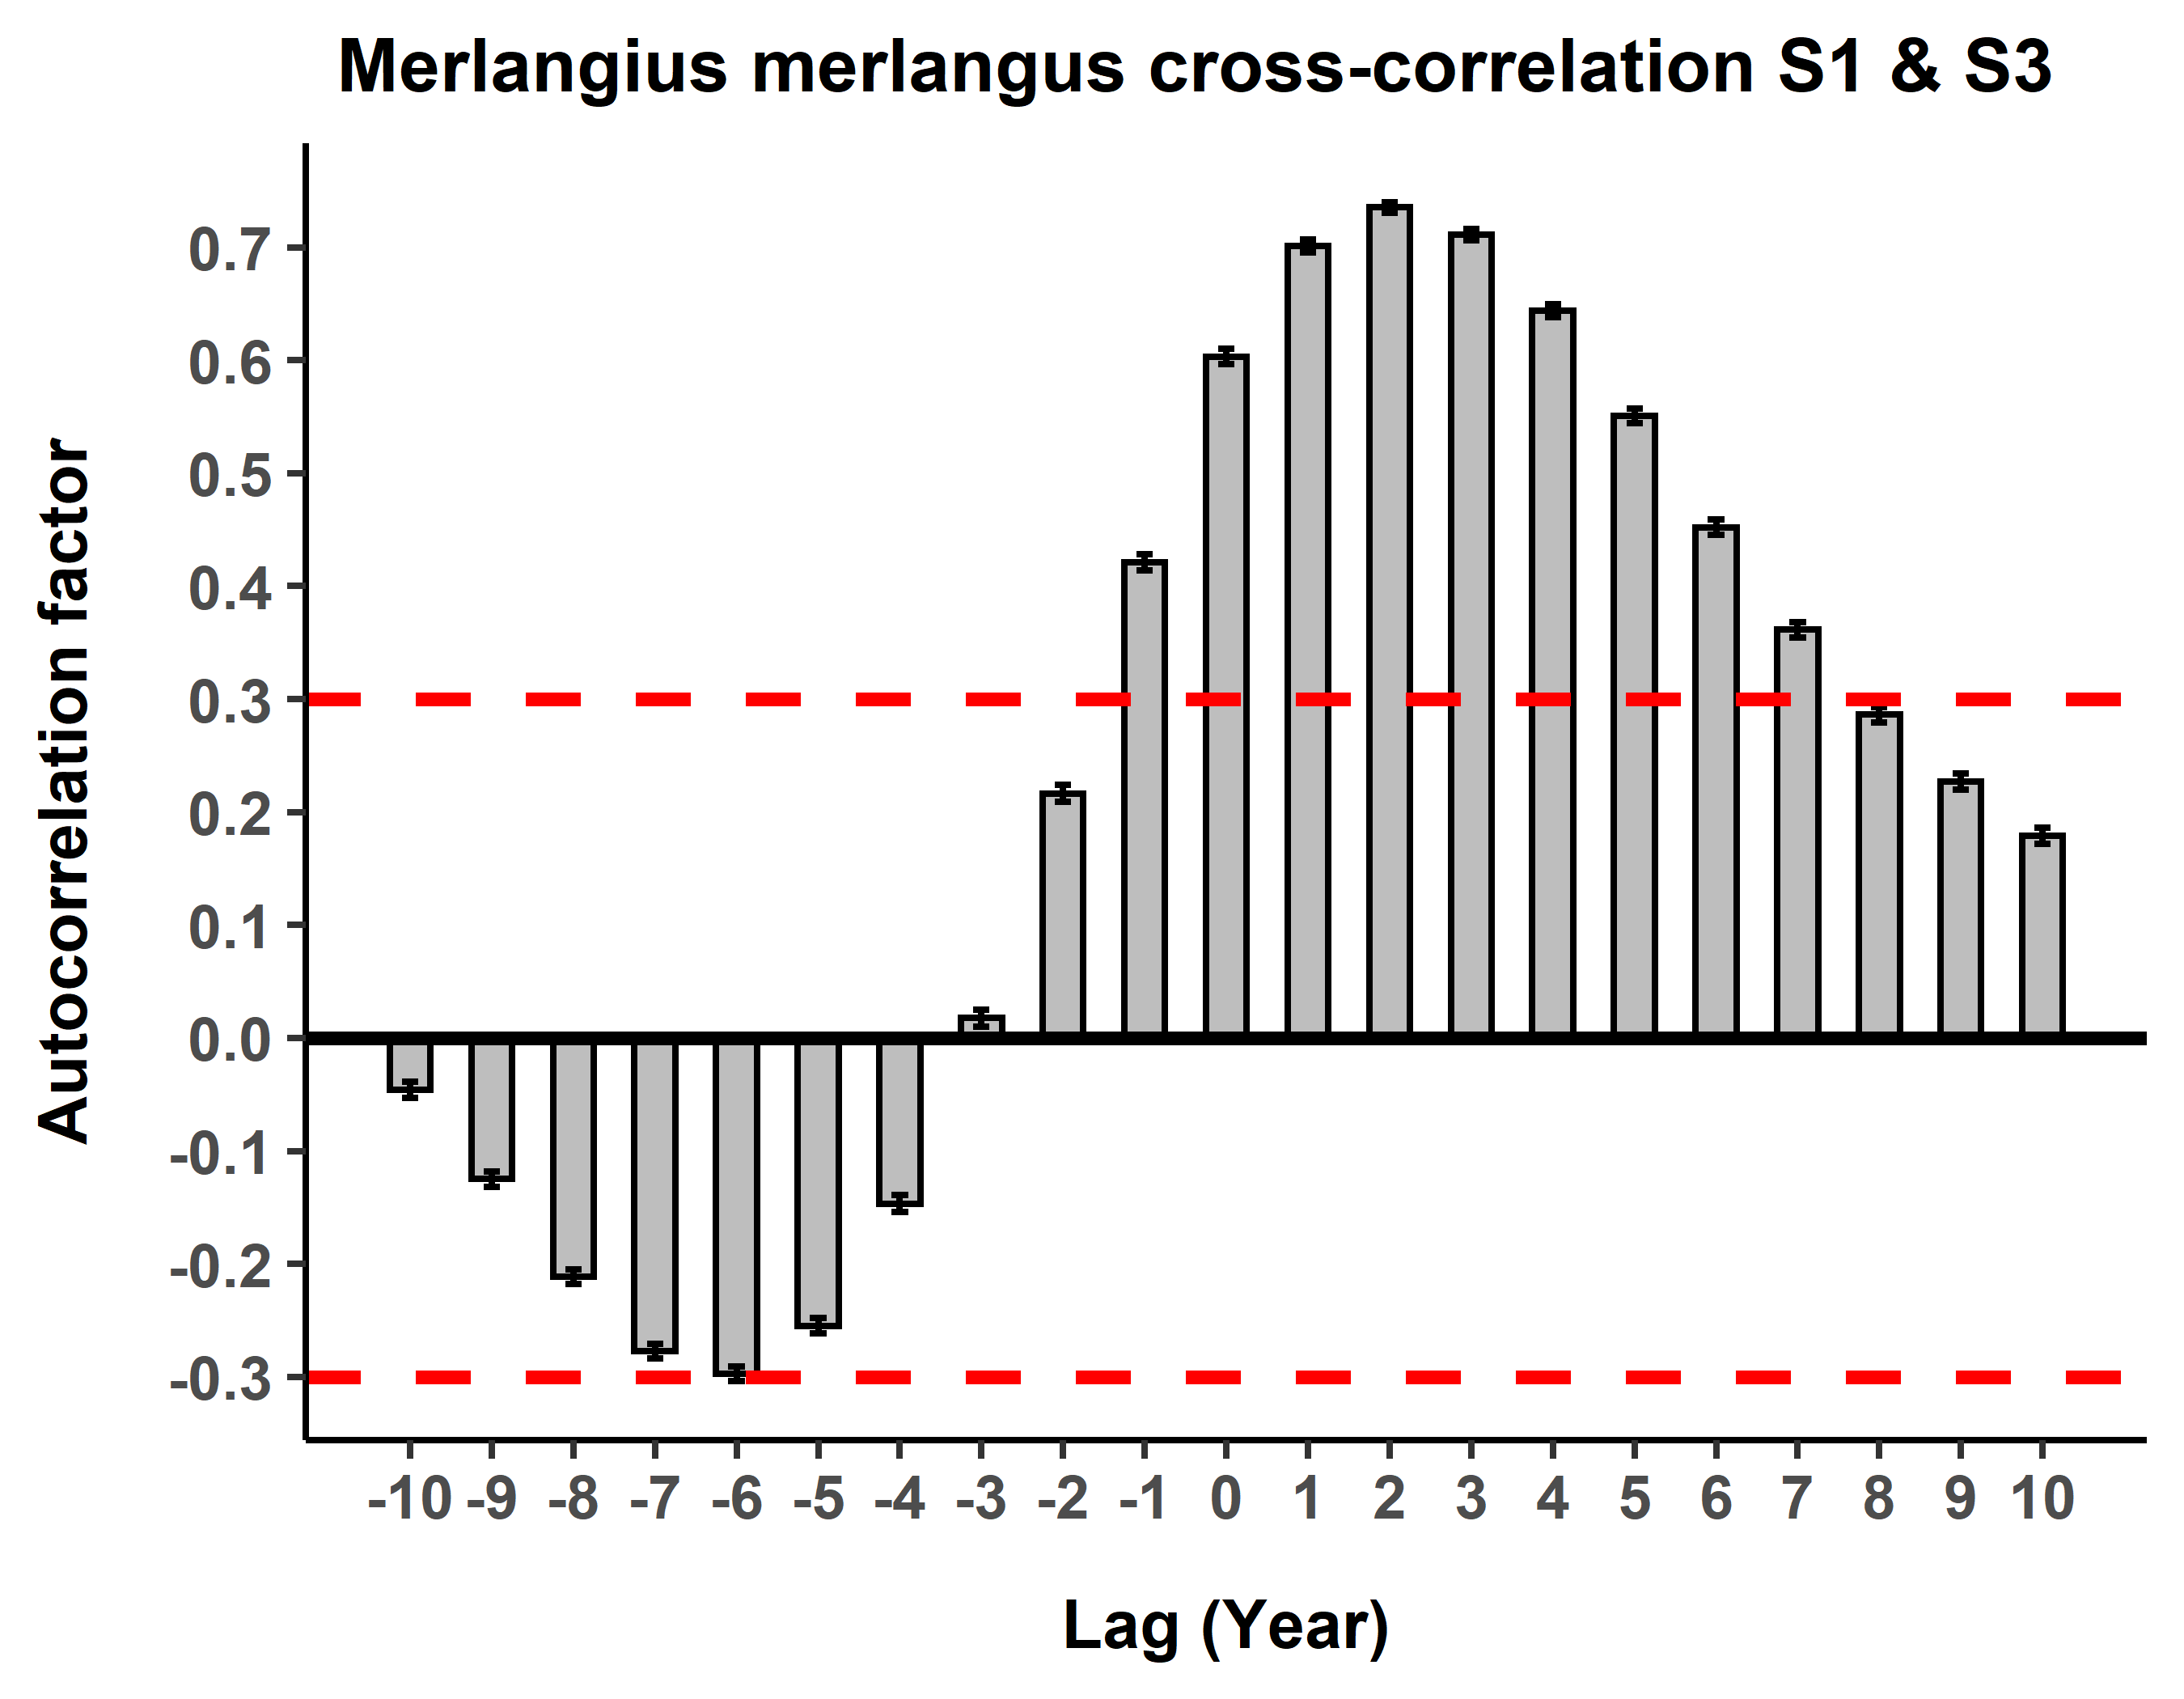 Merlangius merlangus cross-correlation S1 & S3
Autocorrelation factor
0.7
0.6
0.5
0.4
0.3
0.2
0.1
0.0
-0.1
-0.2
-0.3
-10 -9 -8 -7 -6 -5 -4 -3 -2 -1 0 1 2 3 4 5 6 7 8 9 10
Lag (Year)